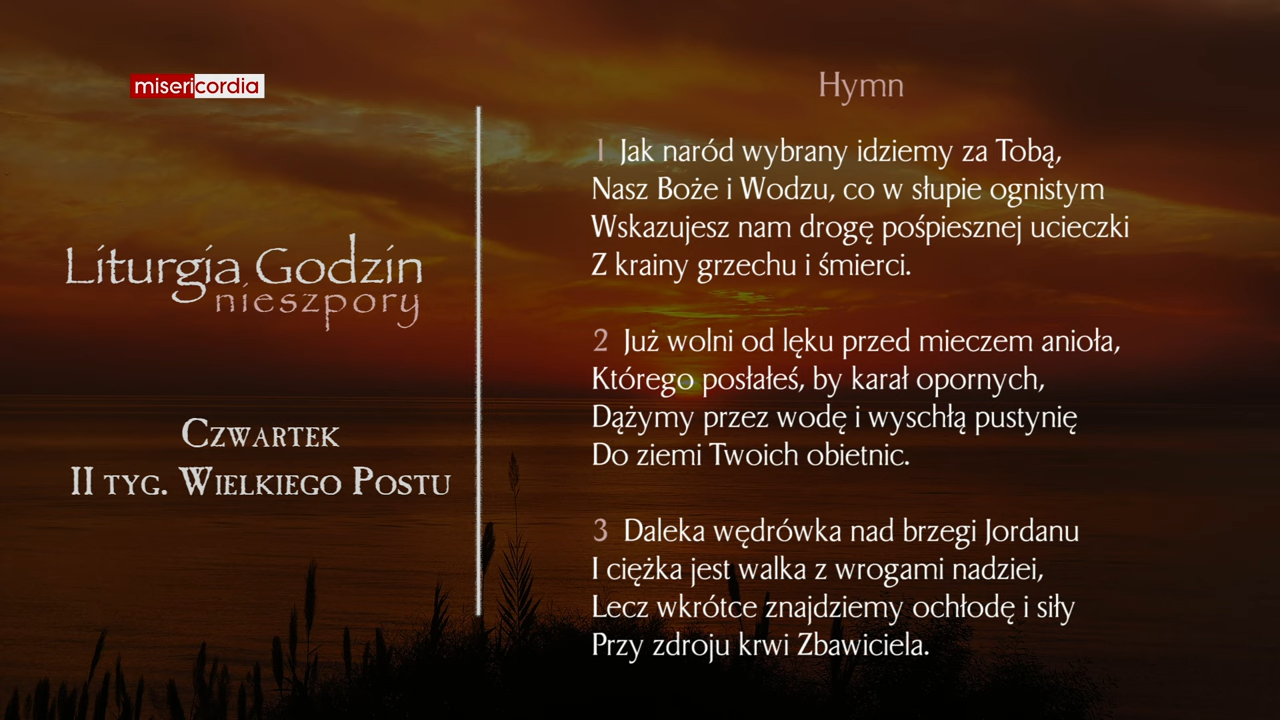 misericordia
Liturgia Godzin
nieszpory
Czwartek
II tyg. Wielkiego Postu
Hymn
1 Jak naród wybrany idziemy za Tobą,
Nasz Boże i Wodzu, co w słupie ognistym
Wskazujesz nam drogę pośpiesznej ucieczki
Z krainy grzechu i śmierci.
2 Już wolni od lęku przed mieczem anioła,
Którego posłałeś, by karał opornych,
Dążymy przez wodę i wyschłą pustynię
Do ziemi Twoich obietnic.
3 Daleka wędrówka nad brzegi Jordanu
I ciężka jest walka z wrogami nadziei,
Lecz wkrótce znajdziemy ochłodę i siły
Przy zdroju krwi Zbawiciela.